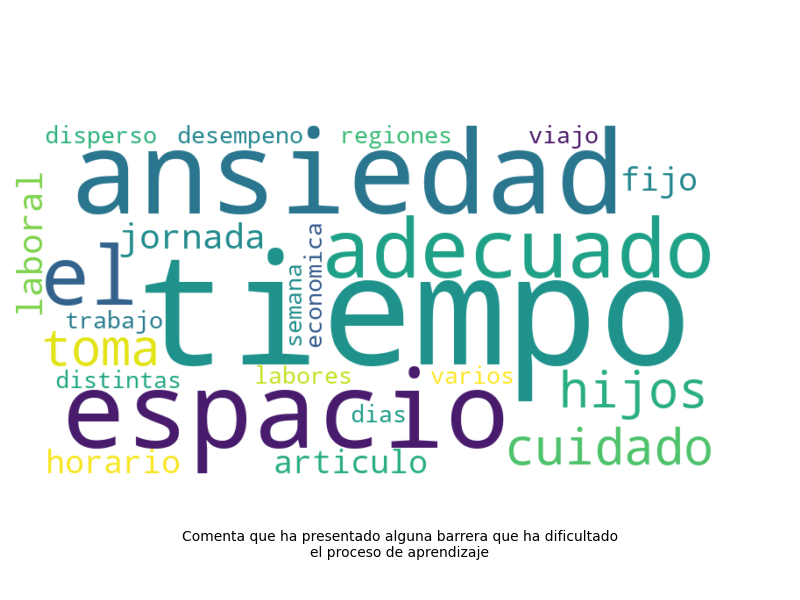 disperso desempeno regiones viajo
ansiedad fijo
laboral jornada economica adecuado
el tiempo semana
trabajo
toma
distintas labores varios hijos
espacio dias cuidado
horario articulo
Comenta que ha presentado alguna barrera que ha dificultado
el proceso de aprendizaje